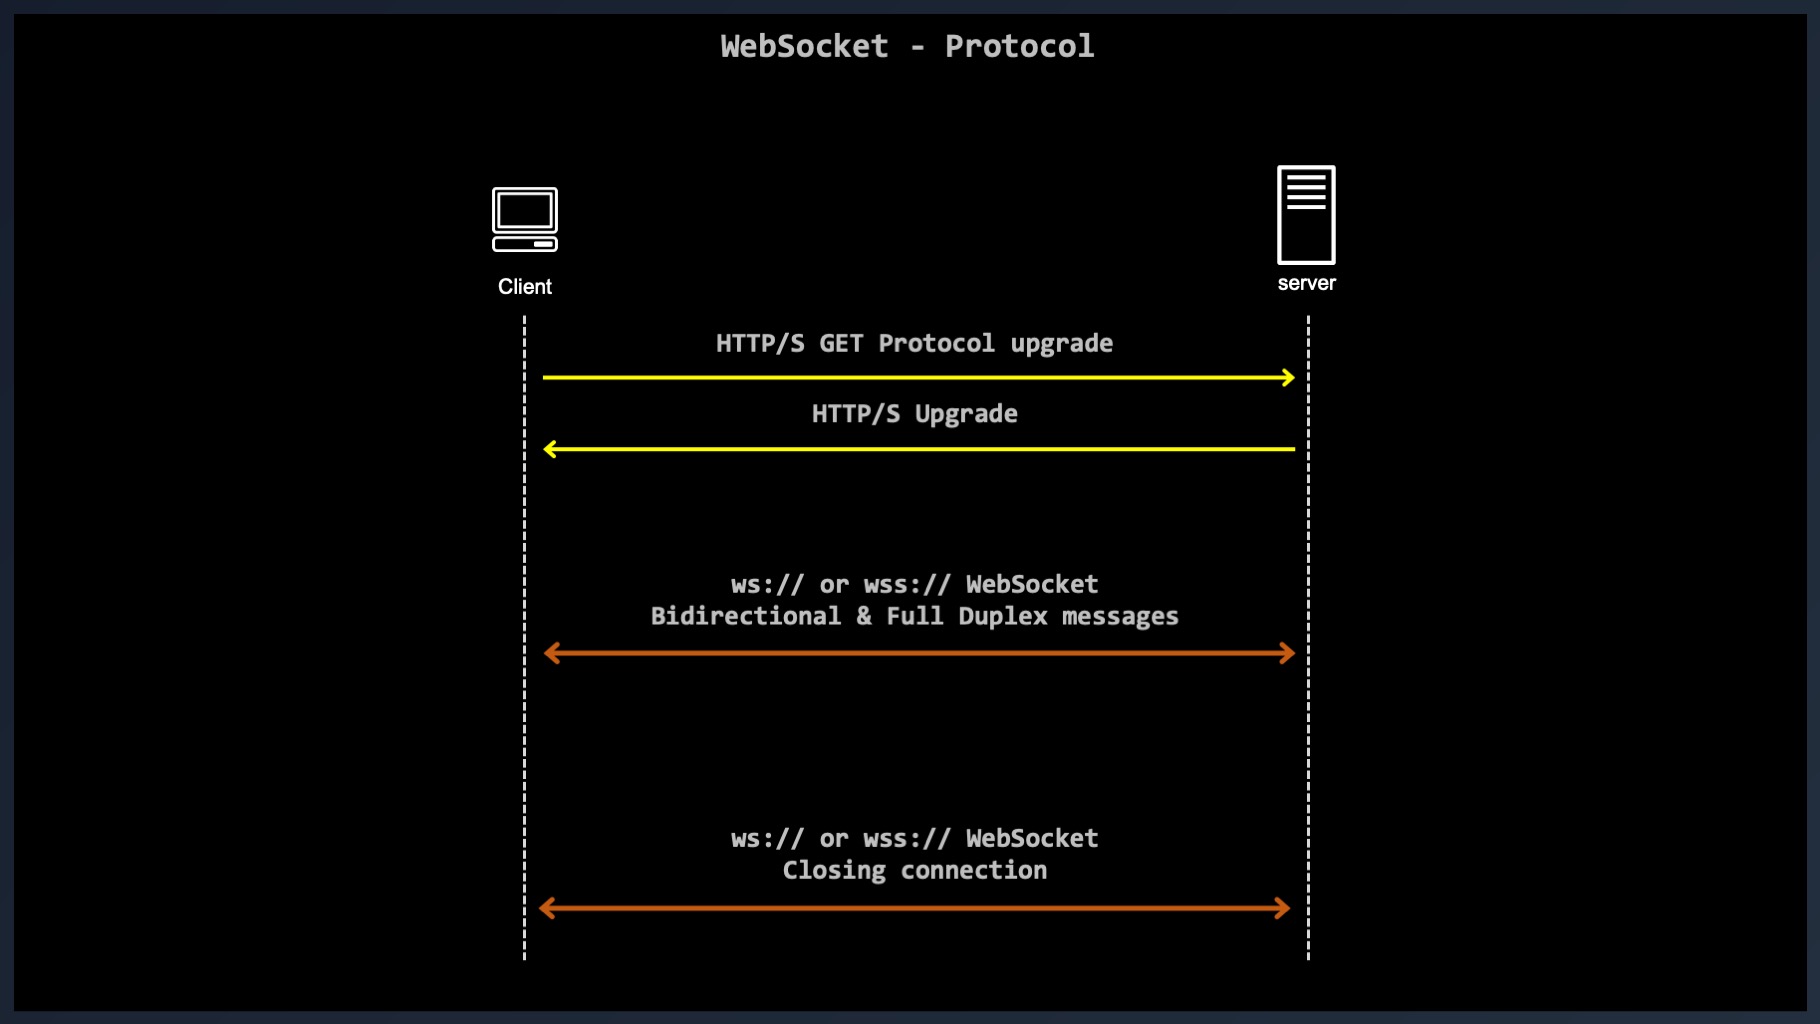 WebSocket - Protocol
Client
server
HTTP/S GET Protocol upgrade
HTTP/S Upgrade
ws:// or wss:// WebSocket
Bidirectional & Full Duplex messages
ws:// or wss:// WebSocket
Closing connection